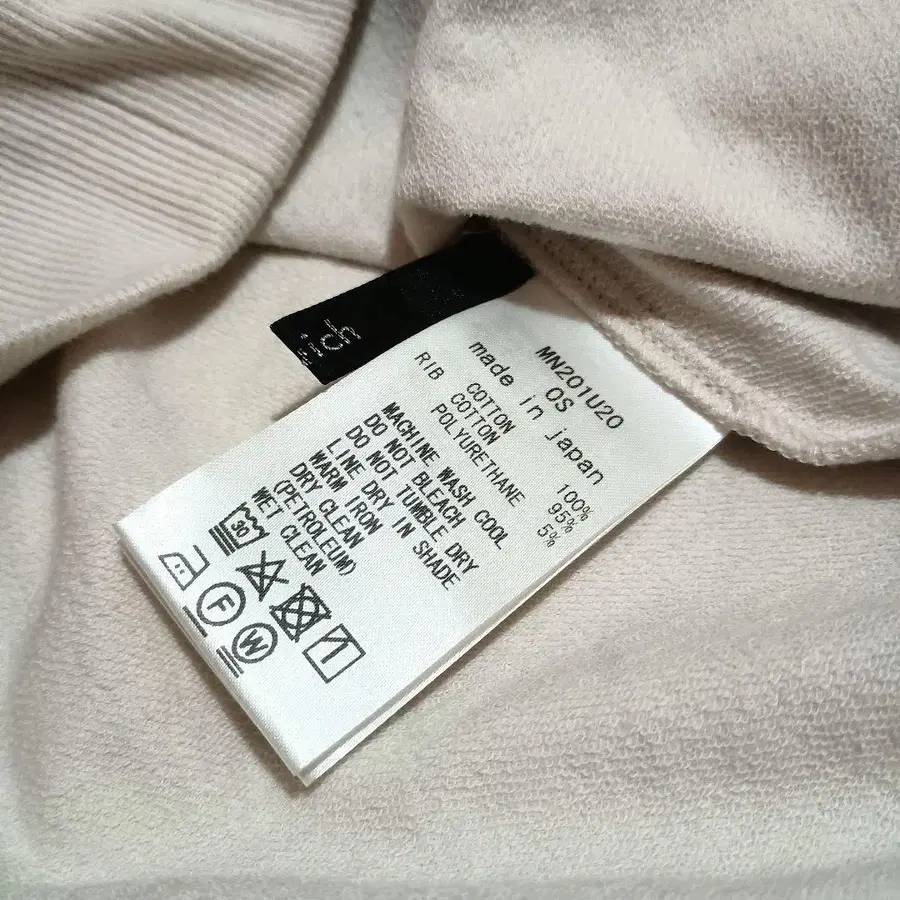 ich
MN201U20
OS
made in japan
COTTON 100%
RIB COTTON 95%
POLYURETHANE 5%
MACHINE WASH COOL
DO NOT BLEACH
DO NOT TUMBLE DRY
LINE DRY IN SHADE
WARM IRON
DRY CLEAN
(PETROLEUM)
WET CLEAN
30
F
W